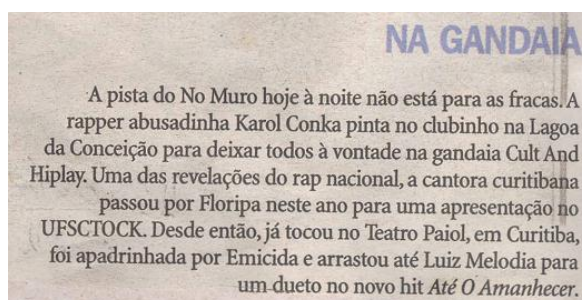 NA GANDAIA
A pista do No Muro hoje à noite não está para as fracas. A
rapper abusadinha Karol Conka pinta no clubinho na Lagoa
da Conceição para deixar todos à vontade na gandaia Cult And
Hiplay. Uma das revelações do rap nacional, a cantora curitibana
passou por Floripa neste ano para uma apresentação no
UFSCTOCK. Desde então, já tocou no Teatro Paiol, em Curitiba,
foi apadrinhada por Emicida e arrastou até Luiz Melodia para
um dueto no novo hit Até O Amanhecer.